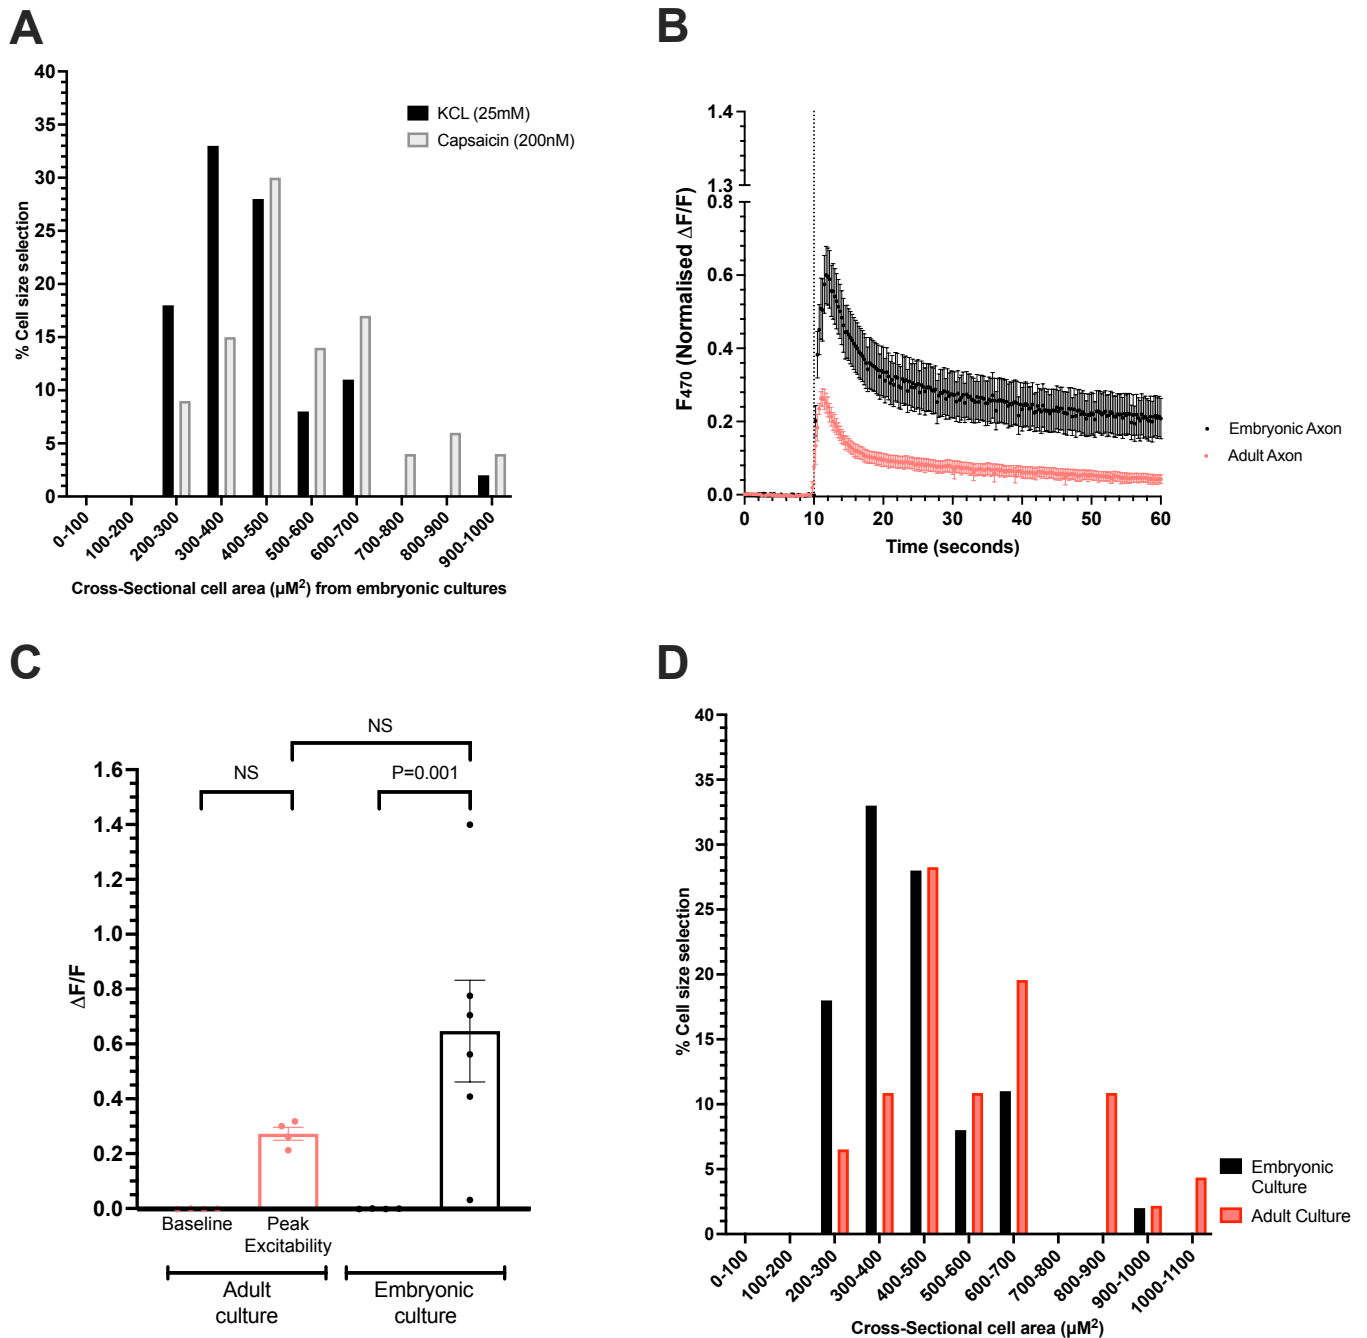 A
40
35
30
25
20
15
10
5
0
% Cell size selection
KCL (25mM)
Capsaicin (200nM)
0-100
100-200
200-300
300-400
400-500
500-600
600-700
700-800
800-900
900-1000
Cross-Sectional cell area (µM²) from embryonic cultures
B
1.4
1.3
0.8
0.6
0.4
0.2
0.0
F₄₇₀ (Normalised ΔF/F)
0
10
20
30
40
50
60
Time (seconds)
Embryonic Axon
Adult Axon
C
NS
NS
P=0.001
1.6
1.4
1.2
1.0
0.8
0.6
0.4
0.2
0.0
ΔF/F
Baseline
Peak
Excitability
Adult
culture
Embryonic
culture
D
40
35
30
25
20
15
10
5
0
% Cell size selection
0-100
100-200
200-300
300-400
400-500
500-600
600-700
700-800
800-900
900-1000
1000-1100
Cross-Sectional cell area (µM²)
Embryonic
Culture
Adult Culture